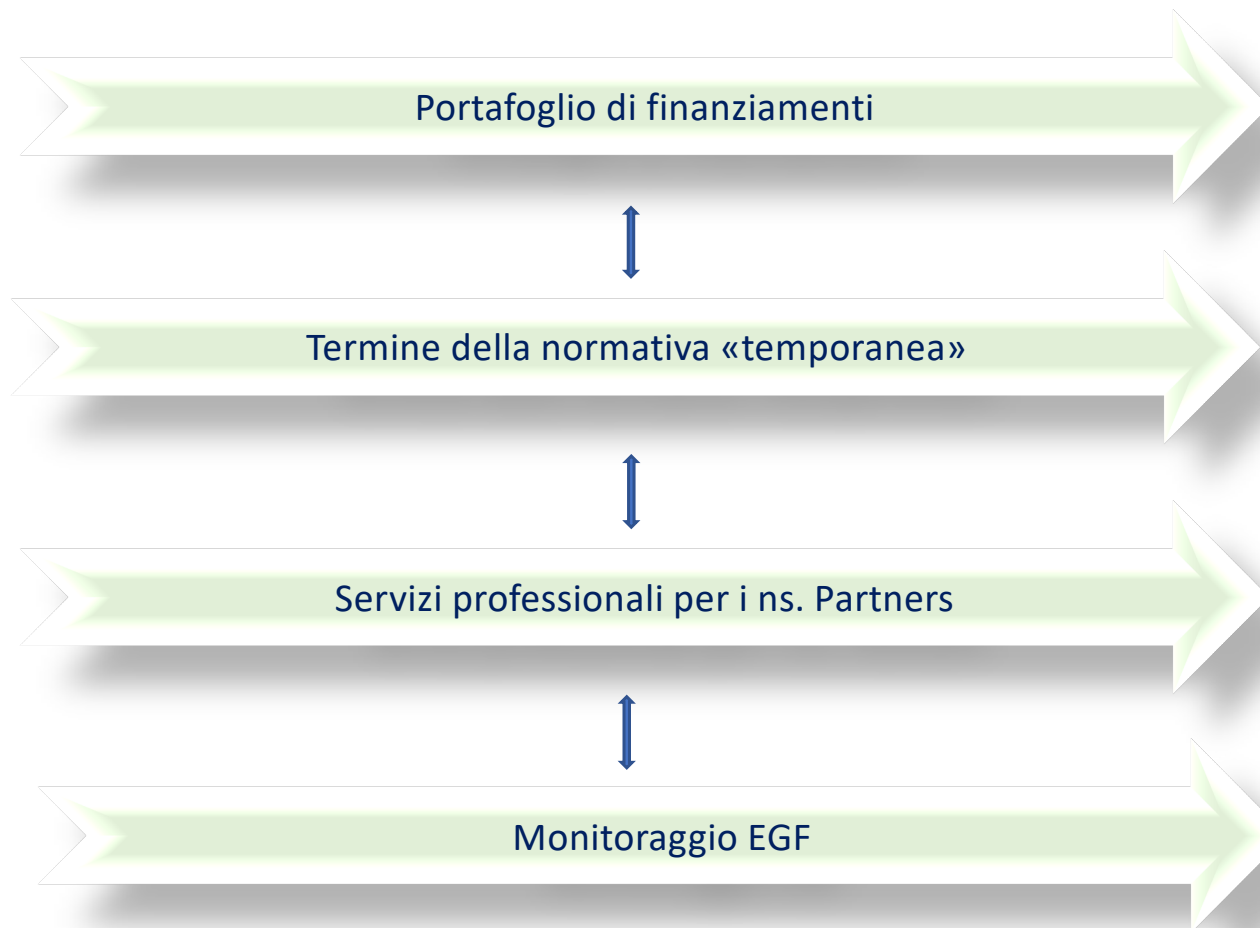 Portafoglio di finanziamenti
Termine della normativa «temporanea»
Servizi professionali per i ns. Partners
Monitoraggio EGF